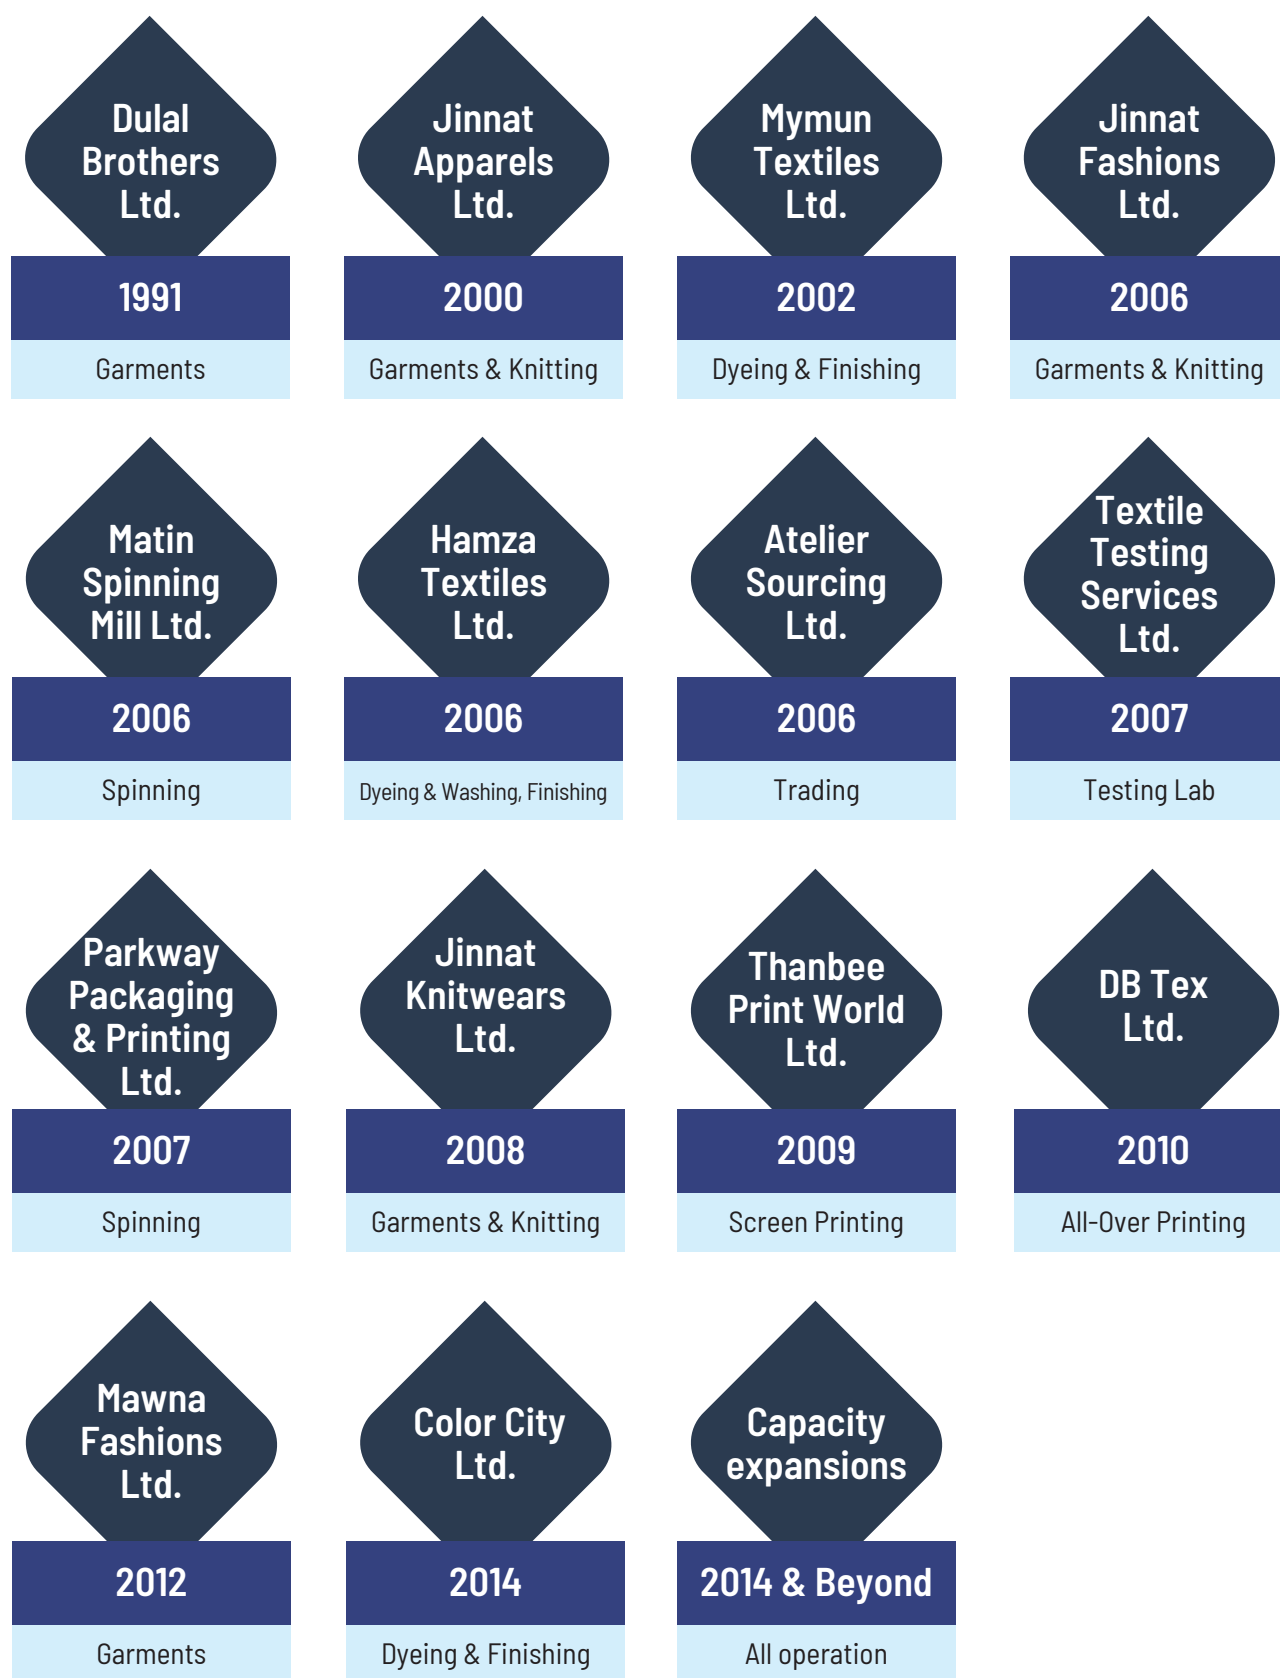 Dulal
Brothers
Ltd.
1991
Garments
Jinnat
Apparels
Ltd.
2000
Garments & Knitting
Mymun
Textiles
Ltd.
2002
Dyeing & Finishing
Jinnat
Fashions
Ltd.
2006
Garments & Knitting
Matin
Spinning
Mill Ltd.
2006
Spinning
Hamza
Textiles
Ltd.
2006
Dyeing & Washing, Finishing
Atelier
Sourcing
Ltd.
2006
Trading
Textile
Testing
Services
Ltd.
2007
Testing Lab
Parkway
Packaging
& Printing
Ltd.
2007
Spinning
Jinnat
Knitwears
Ltd.
2008
Garments & Knitting
Thanbee
Print World
Ltd.
2009
Screen Printing
DB Tex
Ltd.
2010
All-Over Printing
Mawna
Fashions
Ltd.
2012
Garments
Color City
Ltd.
2014
Dyeing & Finishing
Capacity
expansions
2014 & Beyond
All operation